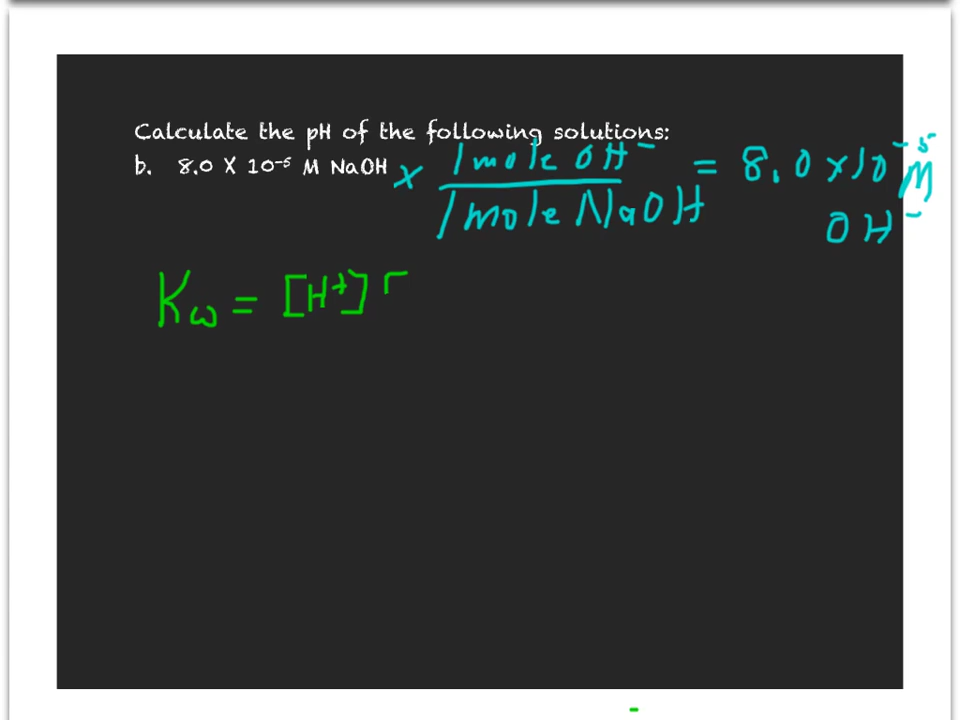 Calculate the pH of the following solutions:
b. 8.0 X 10⁻⁵ M NaOH x 1 mole OH⁻ / 1 mole NaOH = 8.0 x 10⁻⁵ M OH⁻
Kw = [H⁺] [